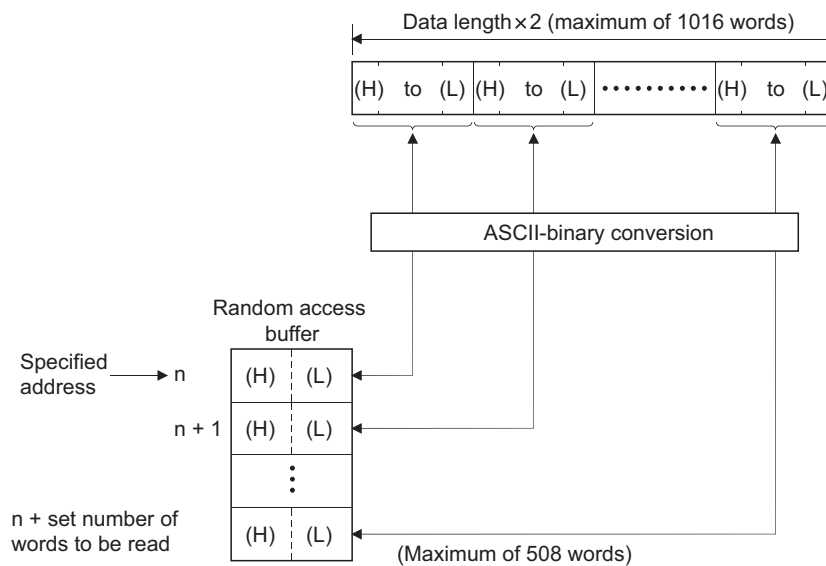 Data length×2 (maximum of 1016 words)
(H) to (L) (H) to (L) •••••••••• (H) to (L)
ASCII-binary conversion
Random access
buffer
Specified
address
n
(H) (L)
n + 1
(H) (L)
n + set number of
words to be read
(H) (L)
(Maximum of 508 words)